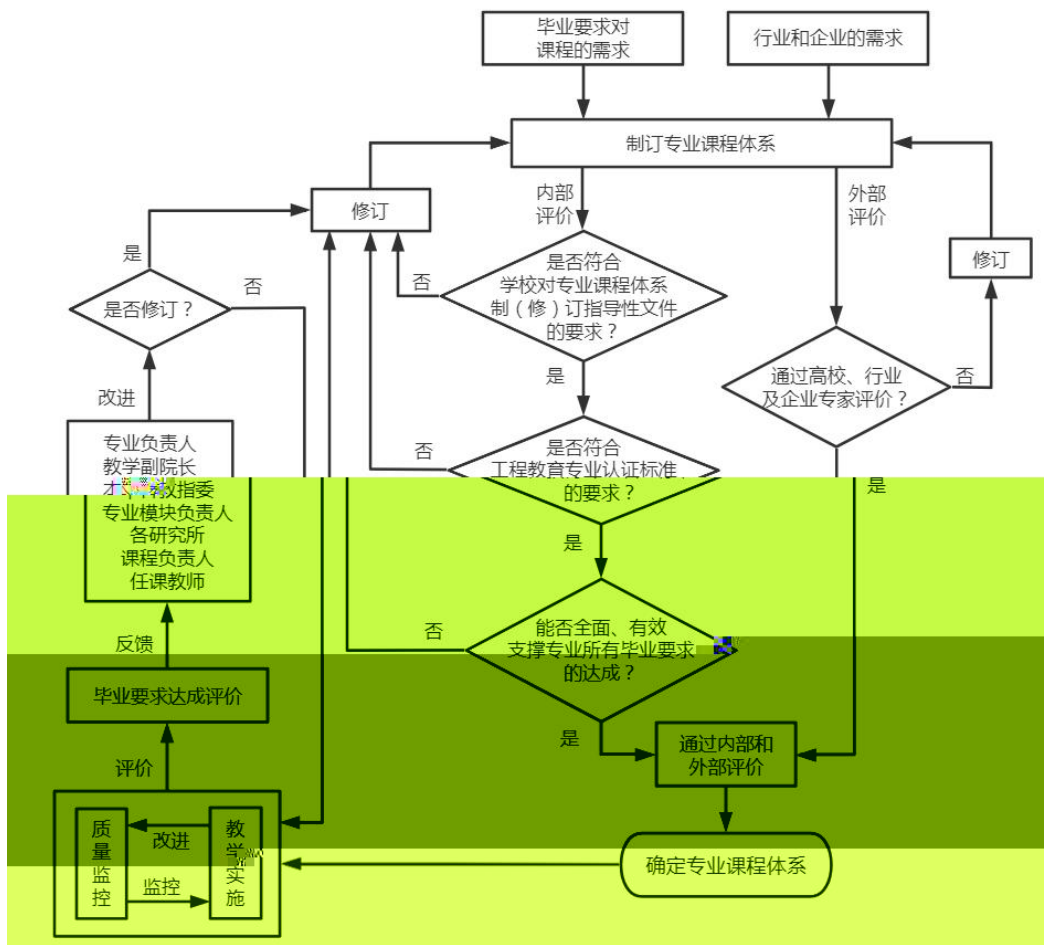 毕业要求对
课程的需求
行业和企业的需求
制订专业课程体系
内部
评价
外部
评价
修订
修订
是
否
是否修订？
否
是否符合
学校对专业课程体系
制（修）订指导性文件
的要求？
是
通过高校、行业
及企业专家评价？
否
是
改进
专业负责人
教学副院长
教指委
专业模块负责人
各研究所
课程负责人
任课教师
否
是否符合
工程教育专业认证标准
的要求？
是
反馈
否
能否全面、有效
支撑专业所有毕业要求
的达成？
是
毕业要求达成评价
通过内部和
外部评价
评价
质量监控
改进
监控
教学实施
确定专业课程体系